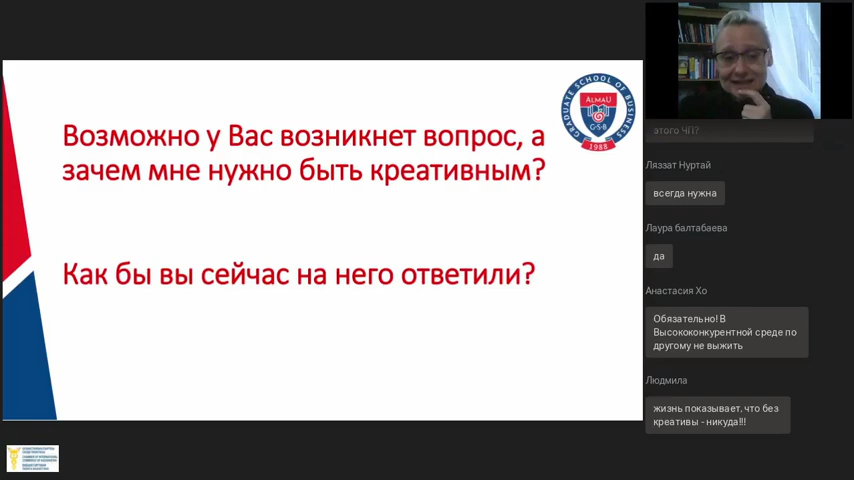 Возможно у Вас возникнет вопрос, а
зачем мне нужно быть креативным?
Как бы вы сейчас на него ответили?
GRADUATE SCHOOL OF BUSINESS
ALMAU
G·S·B
1988
этого ЧП?
Ляззат Нуртай
всегда нужна
Лаура балтабаева
да
Анастасия Хо
Обязательно! В
Высококонкурентной среде по
другому не выжить
Людмила
жизнь показывает, что без
креативы - никуда!!!